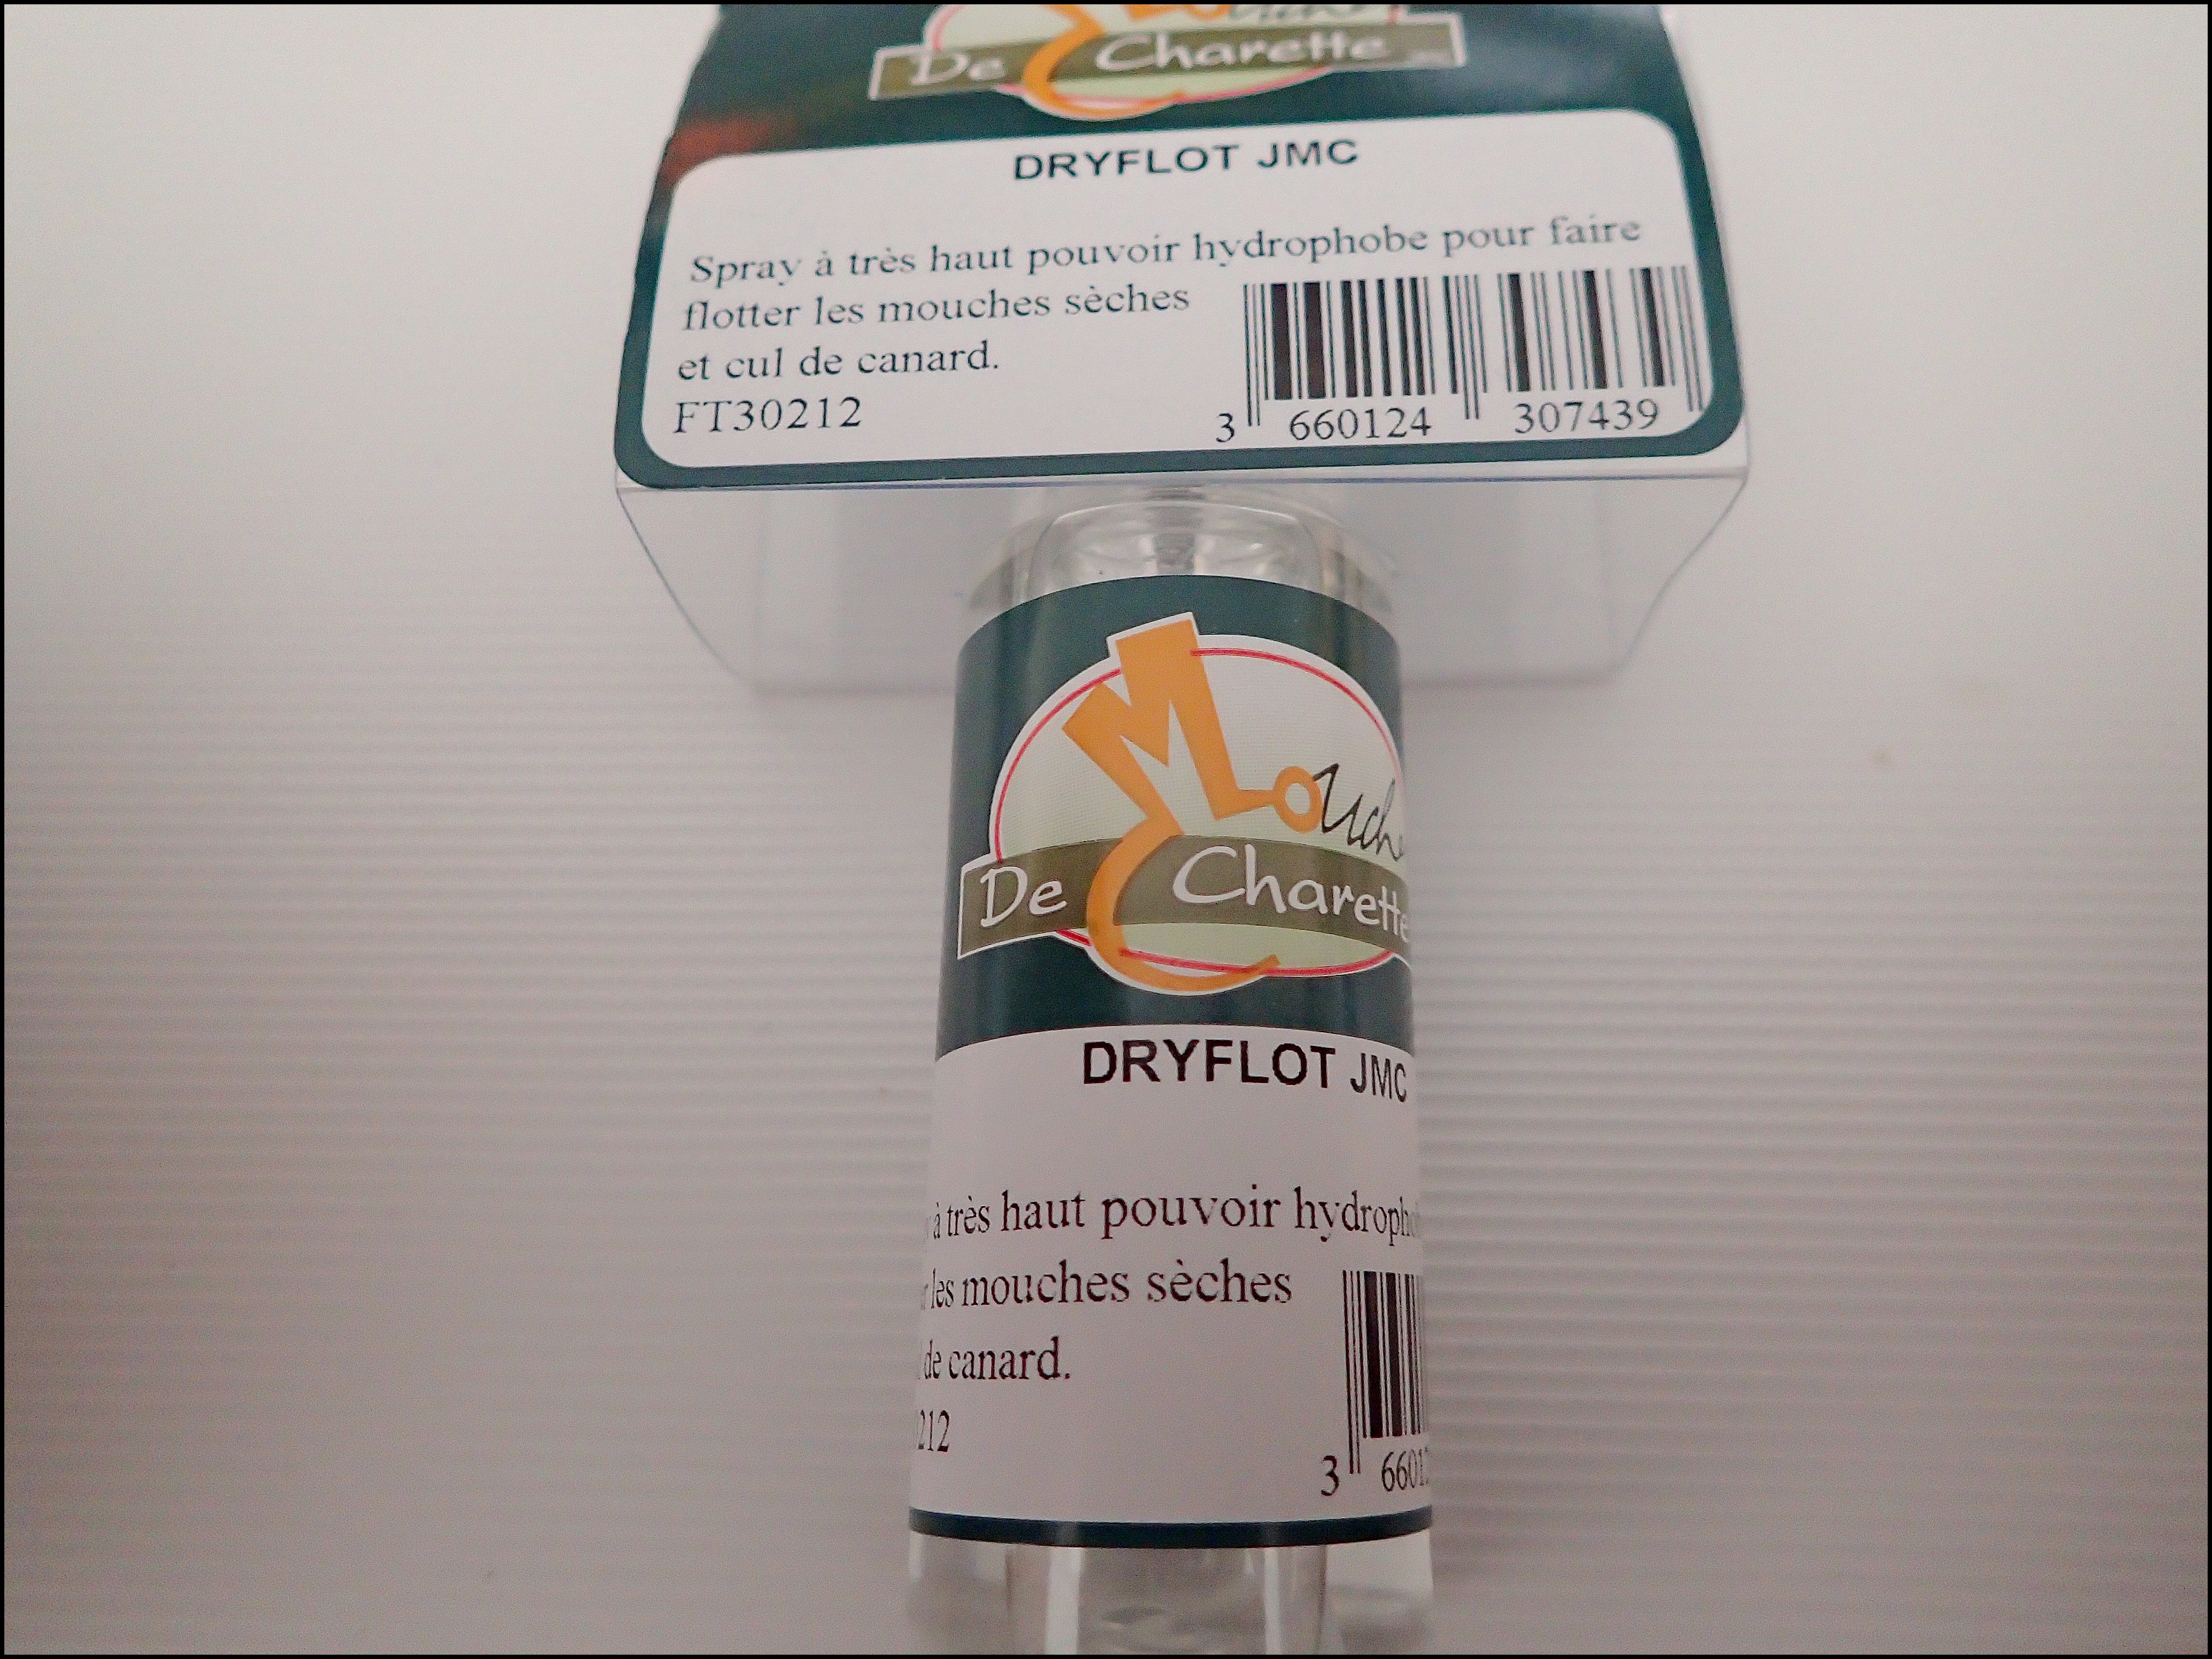 De Charette
DRYFLOT JMC
Spray à très haut pouvoir hydrophobe pour faire
flotter les mouches sèches
et cul de canard.
FT30212
3 660124 307439
Mouch
De Charette
DRYFLOT JMC
à très haut pouvoir hydroph
les mouches sèches
de canard.
212
3 6601